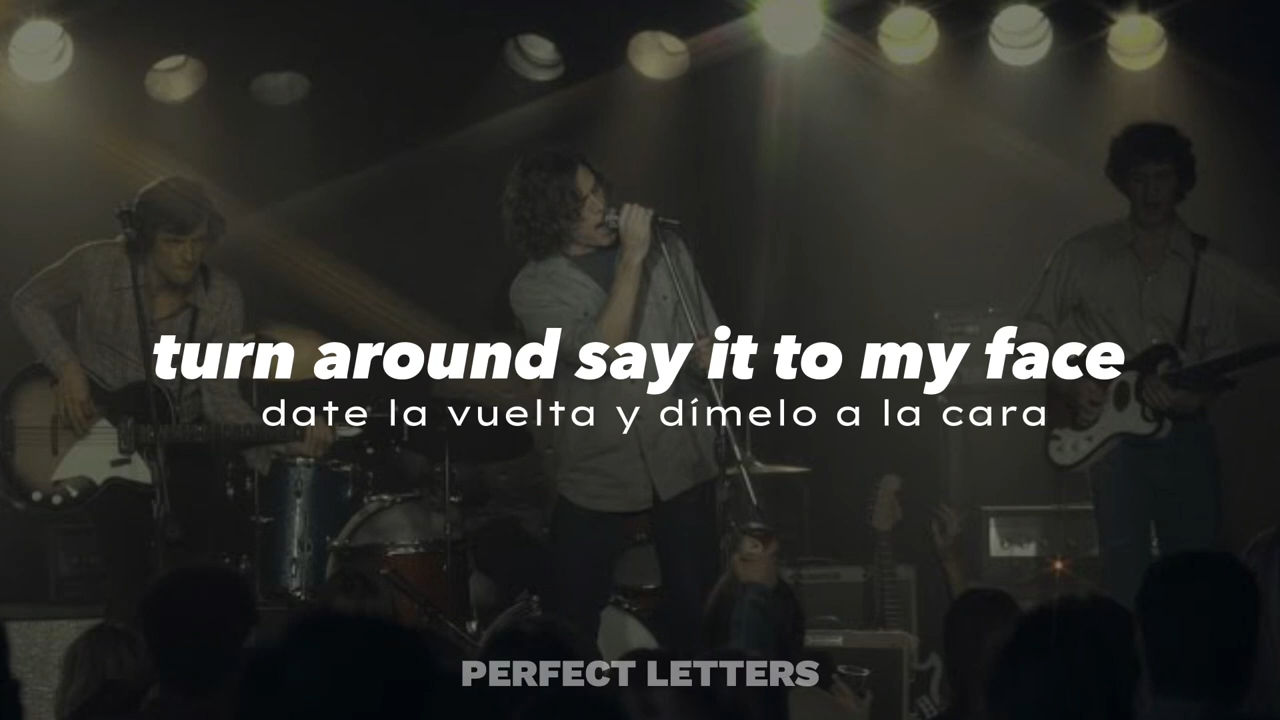 turn around say it to my face
date la vuelta y dímelo a la cara
PERFECT LETTERS